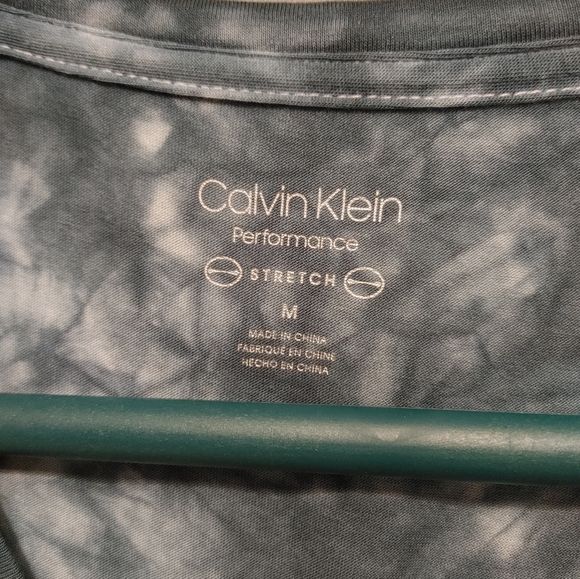 Calvin Klein
Performance
STRETCH
M
MADE IN CHINA
FABRIQUÉ EN CHINE
HECHO EN CHINA